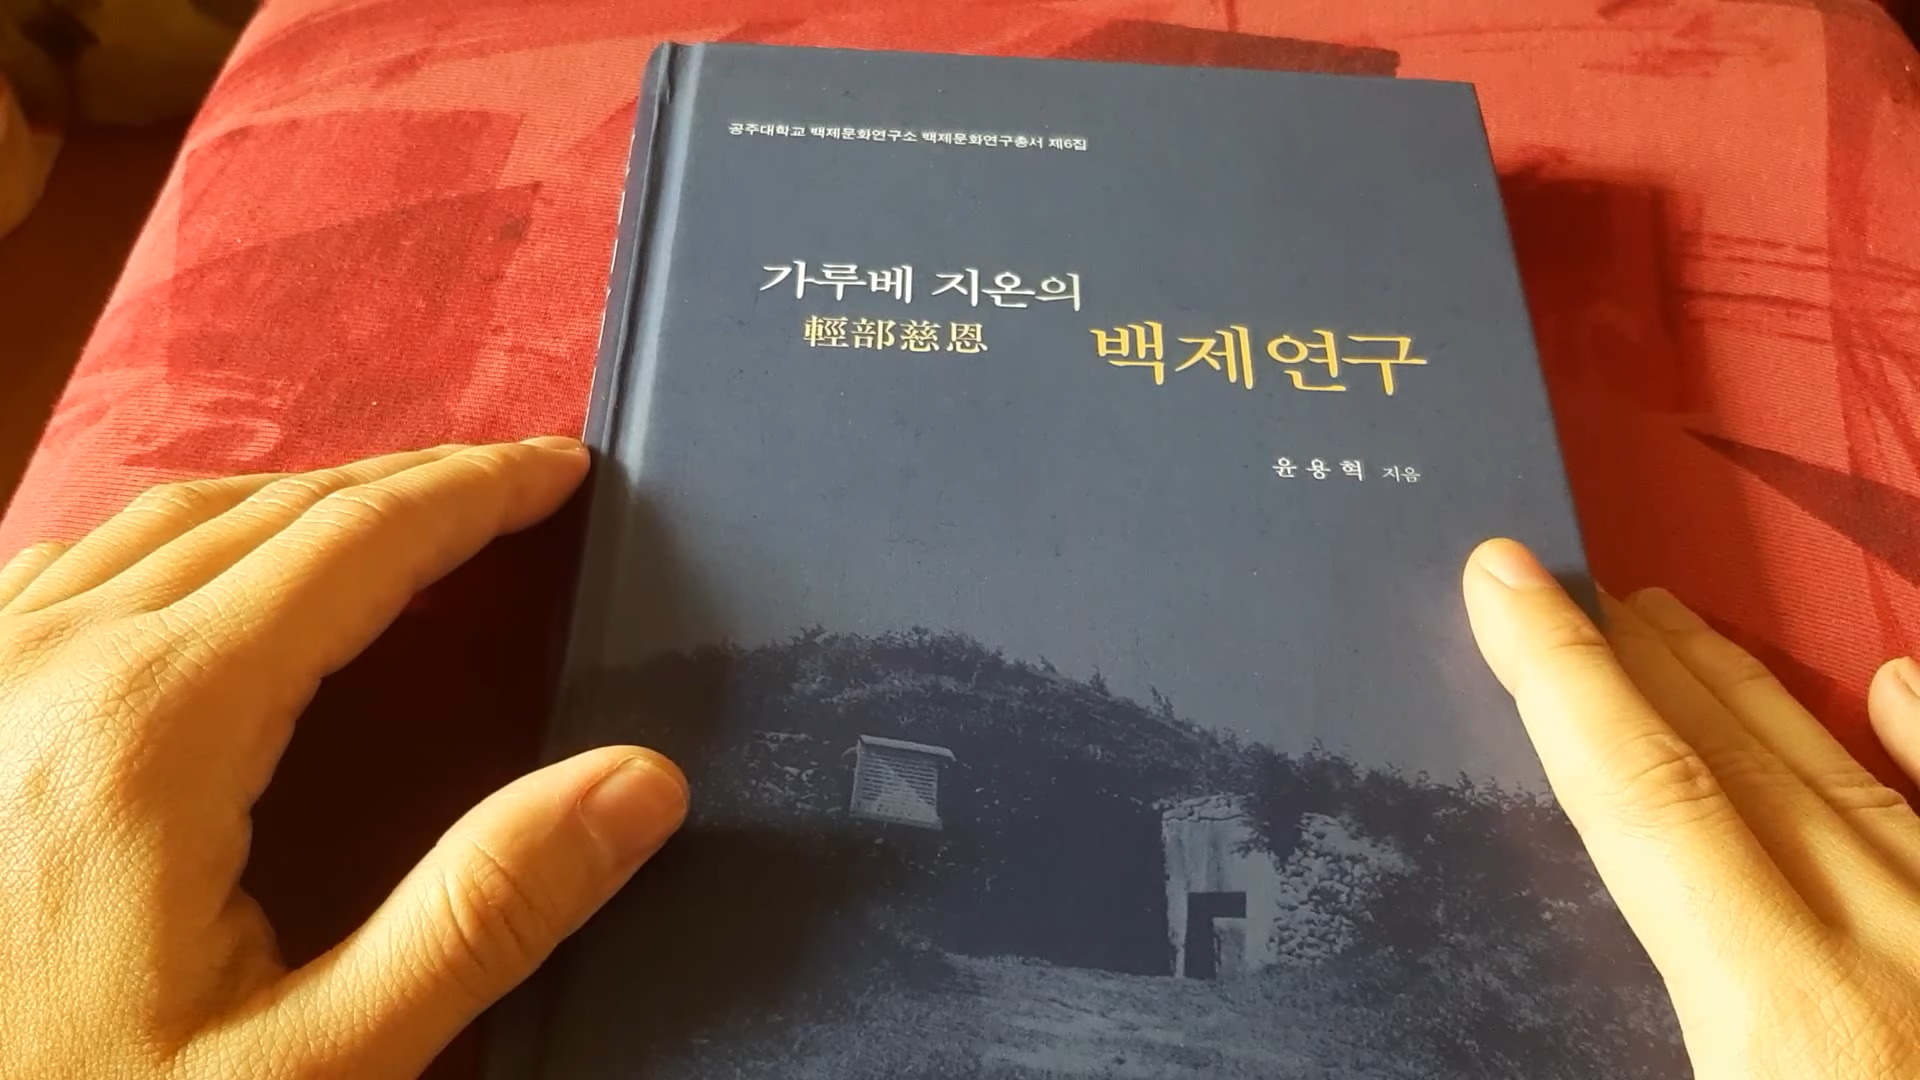 공주대학교 백제문화연구소 백제문화연구총서 제6집
가루베 지온의
輕部慈恩
백제연구
윤용혁 지음